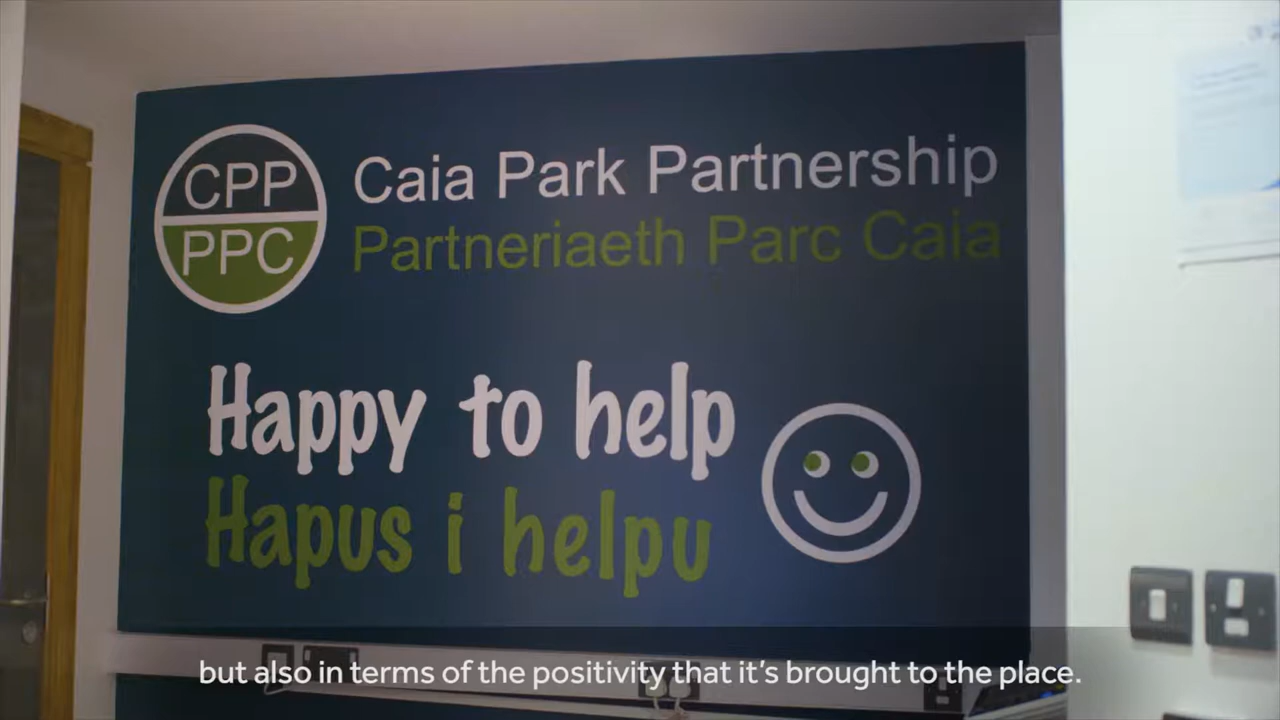 CPP
PPC
Caia Park Partnership
Partneriaeth Parc Caia
Happy to help
Hapus i helpu
but also in terms of the positivity that it's brought to the place.